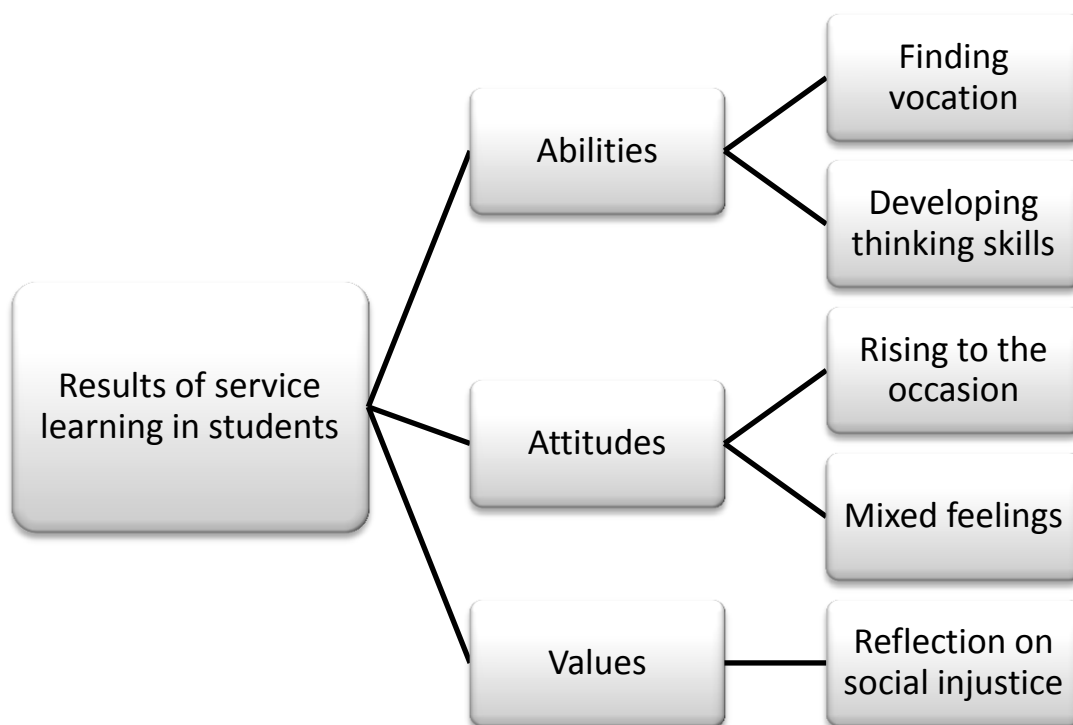 Results of service
learning in students
Abilities
Finding
vocation
Developing
thinking skills
Attitudes
Rising to the
occasion
Mixed feelings
Values
Reflection on
social injustice